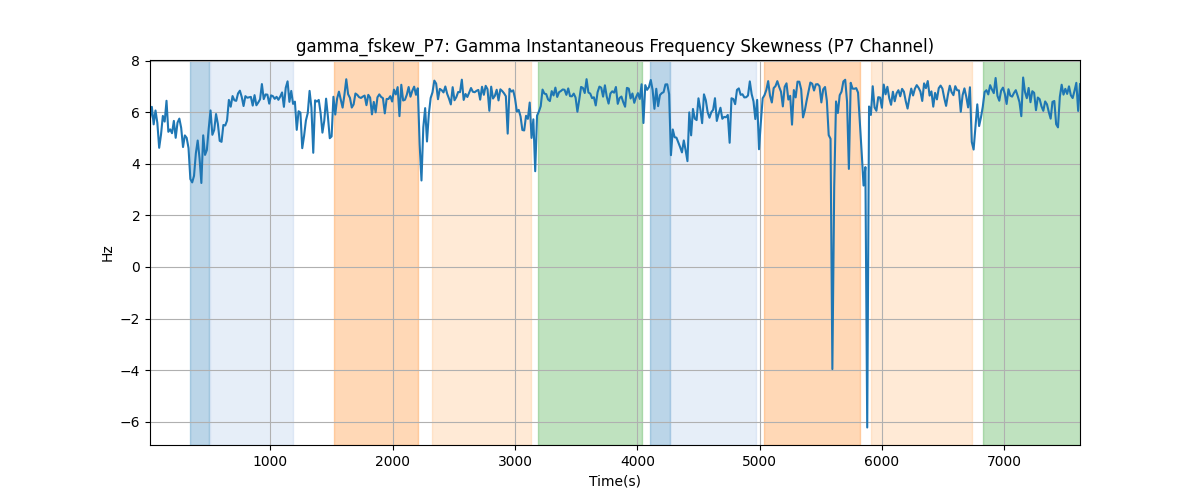 gamma_fskew_P7: Gamma Instantaneous Frequency Skewness (P7 Channel)
8
6
4
2
0
−2
−4
−6
Hz
1000 2000 3000 4000 5000 6000 7000
Time(s)